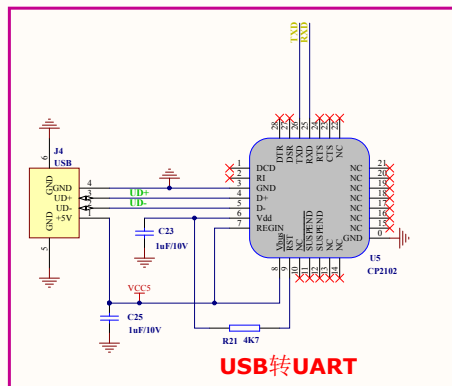 TXD
RXD
28
27
26
25
24
23
22
DTR
DSR
TXD
RXD
RTS
CTS
NC
J4
USB
6
GND
GND 4
UD+ 3
UD- 2
+5V 1
GND
5
UD+
UD-
1 DCD
2 RI
3 GND
4 D+
5 D-
6 Vdd
7 REGIN
NC 21
NC 20
NC 19
NC 18
NC 17
NC 16
NC 15
GND 0
Vbus
RST
NC
SUSPEND
SUSPEND
NC
NC
8
9
10
11
12
13
14
U5
CP2102
C23
1uF/10V
VCC5
C25
1uF/10V
R21 4K7
USB转UART